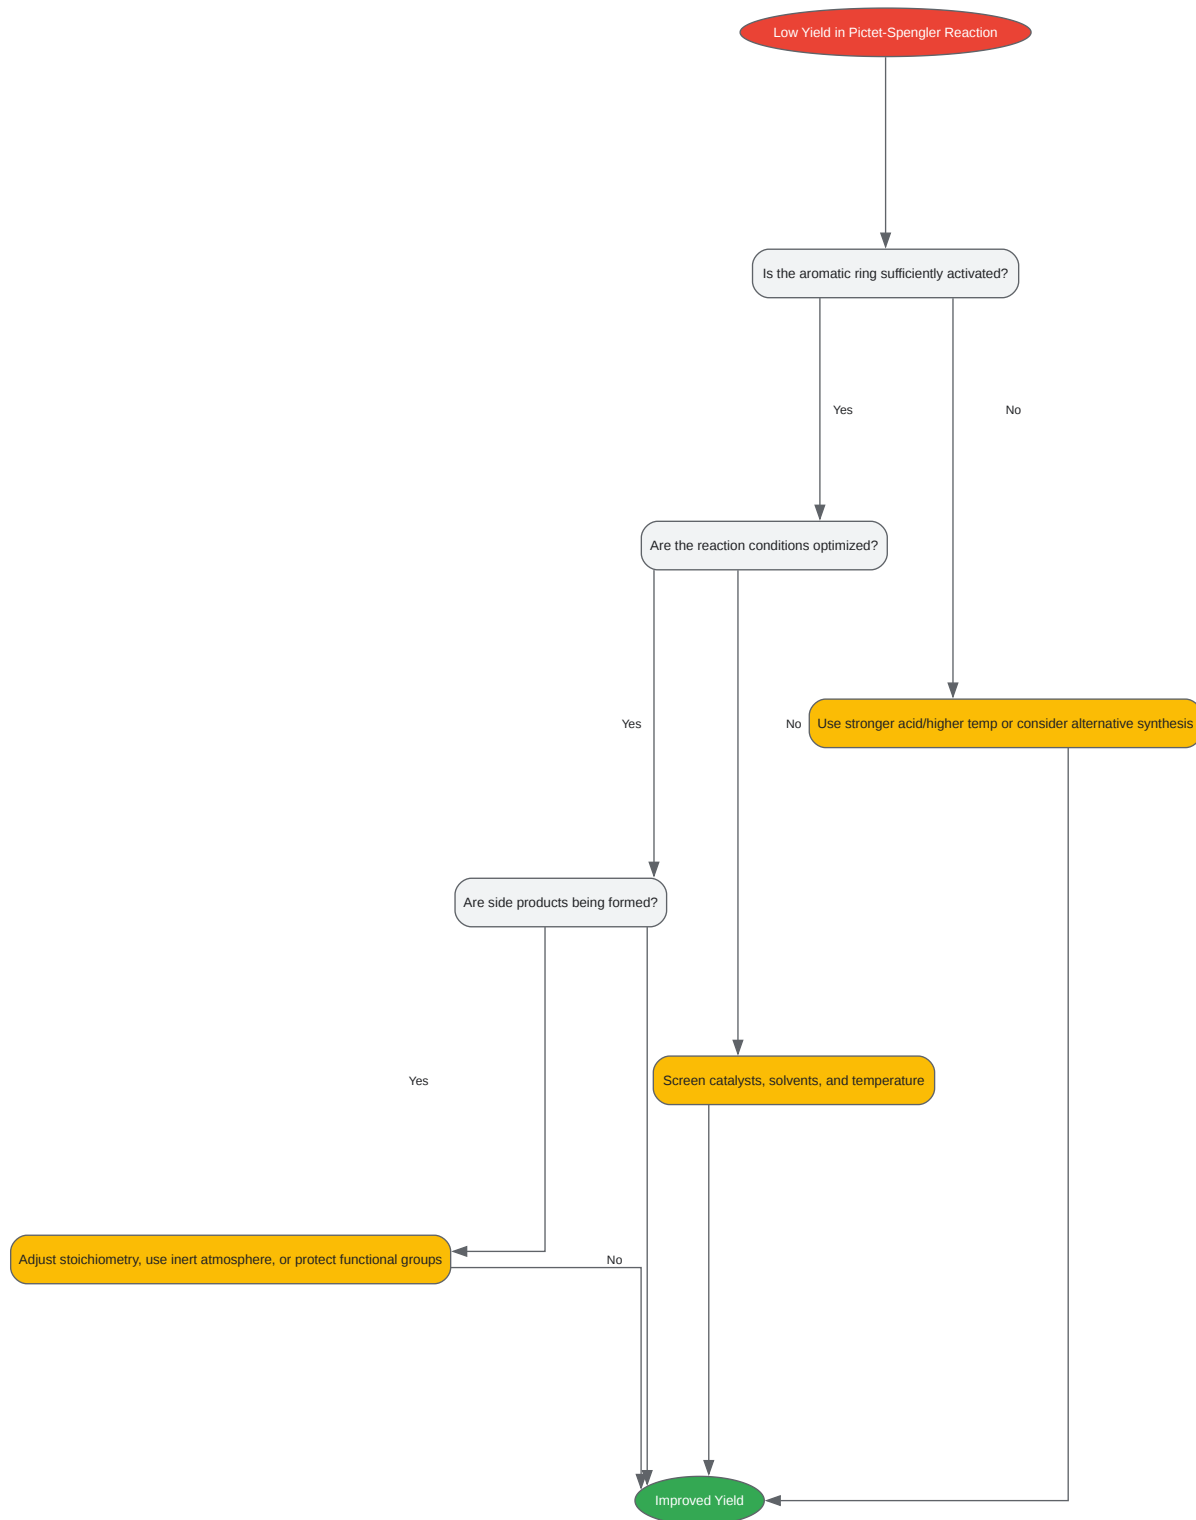 Low Yield in Pictet-Spengler Reaction
Is the aromatic ring sufficiently activated?
Yes
No
Are the reaction conditions optimized?
Yes
No
Use stronger acid/higher temp or consider alternative synthesis
Are side products being formed?
Yes
Screen catalysts, solvents, and temperature
Adjust stoichiometry, use inert atmosphere, or protect functional groups
No
Improved Yield